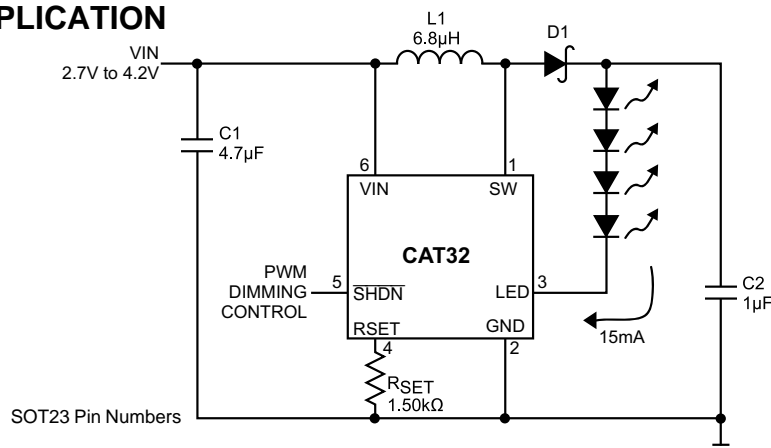 PLICATION
L1
6.8μH
D1
VIN
2.7V to 4.2V
C1
4.7μF
6
1
VIN
SW
CAT32
PWM
DIMMING
CONTROL
5
SHDN
LED
3
C2
1μF
RSET
GND
4
2
15mA
RSET
1.50kΩ
SOT23 Pin Numbers